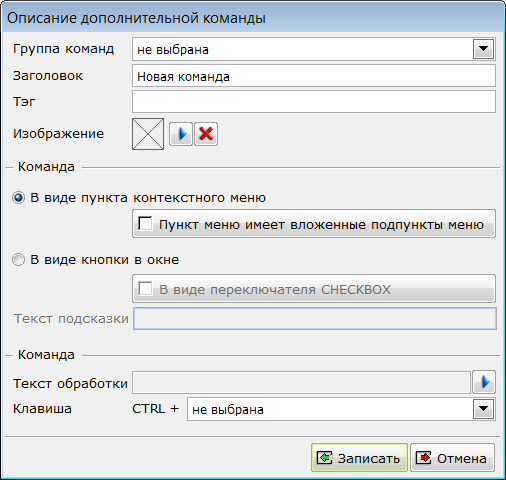 Описание дополнительной команды
Группа команд не выбрана
Заголовок Новая команда
Тэг
Изображение
Команда
В виде пункта контекстного меню
Пункт меню имеет вложенные подпункты меню
В виде кнопки в окне
В виде переключателя CHECKBOX
Текст подсказки
Команда
Текст обработки
Клавиша CTRL + не выбрана
Записать Отмена